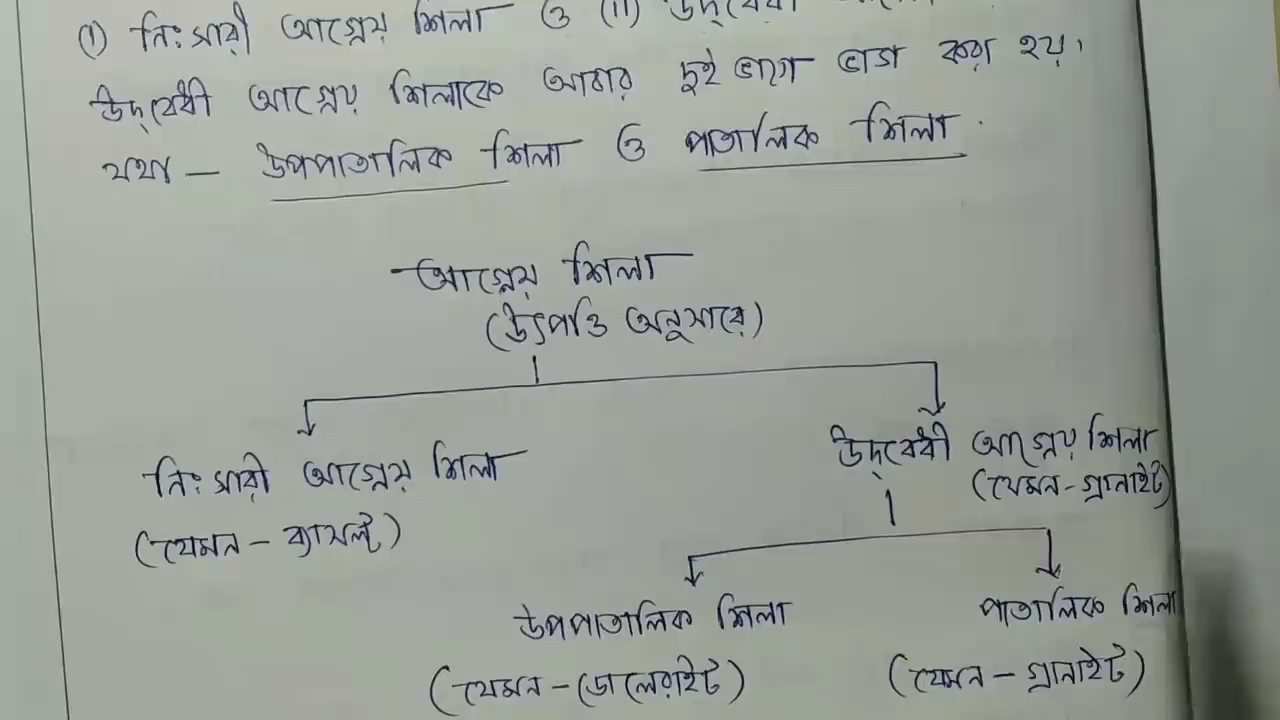 (i) নিঃসারী আগ্নেয় শিলা ও (ii) উদ্‌বেধী
উদ্‌বেধী আগ্নেয় শিলাকে আবার দুই ভাগে ভাগ করা হয়।
যথা — উপপাতালিক শিলা ও পাতালিক শিলা.
আগ্নেয় শিলা
(উৎপত্তি অনুসারে)
নিঃসারী আগ্নেয় শিলা
(যেমন – ব্যাসল্ট)
উদ্‌বেধী আগ্নেয় শিলা
(যেমন - গ্রানাইট)
উপপাতালিক শিলা
(যেমন – ডোলেরাইট)
পাতালিক শিলা
(যেমন – গ্রানাইট)